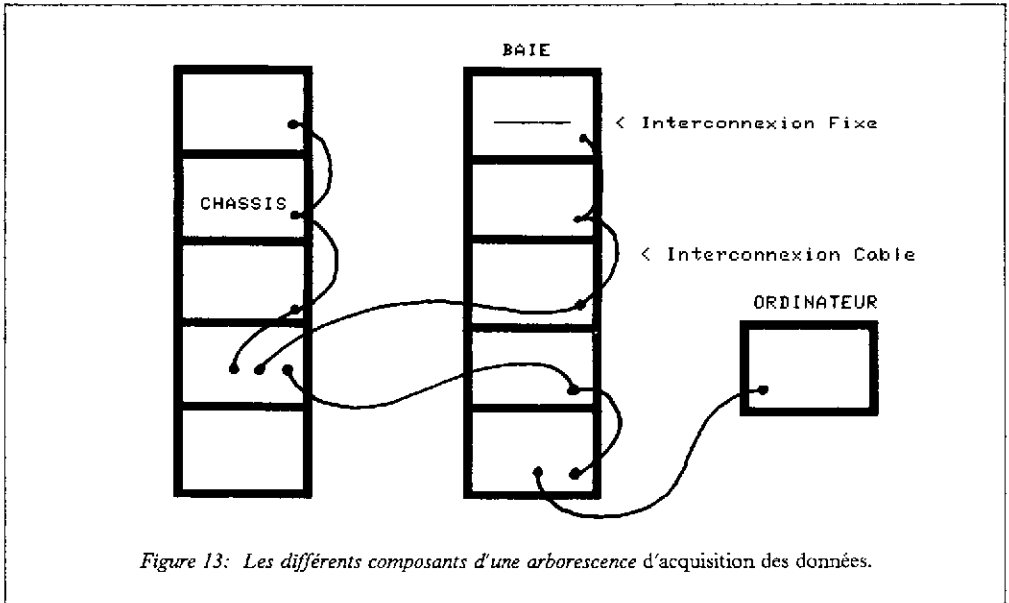 BAIE
< Interconnexion Fixe
CHASSIS
< Interconnexion Cable
ORDINATEUR
Figure 13: Les différents composants d'une arborescence d'acquisition des données.